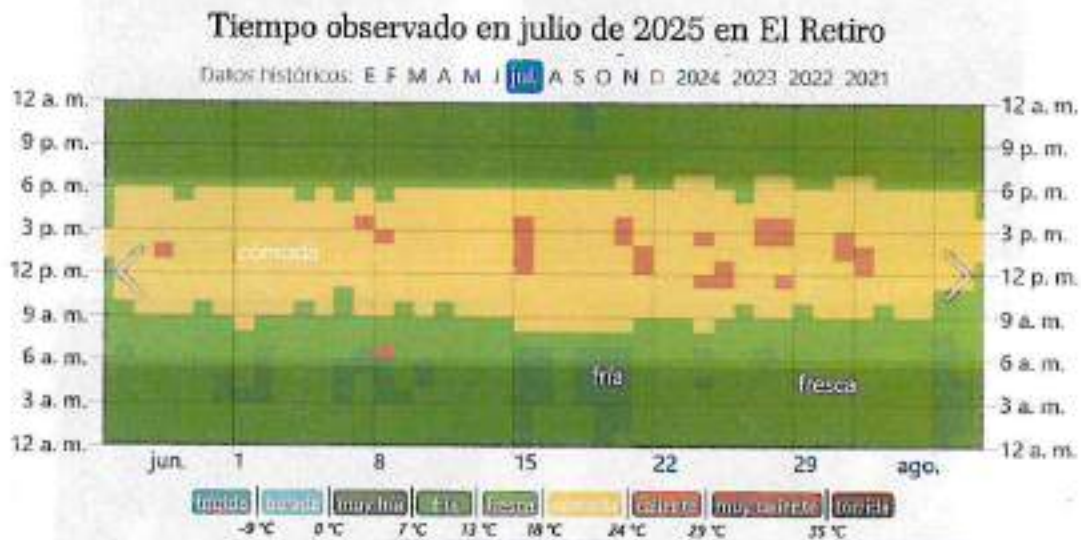 Tiempo observado en julio de 2025 en El Retiro
Datos históricos: E F M A M J jul. A S O N D 2024 2023 2022 2021
12 a. m. 12 a. m.
9 p. m. 9 p. m.
6 p. m. 6 p. m.
3 p. m. 3 p. m.
cómoda
12 p. m. 12 p. m.
9 a. m. 9 a. m.
6 a. m. 6 a. m.
fría fresca
3 a. m. 3 a. m.
12 a. m. 12 a. m.
jun. 1 8 15 22 29 ago.
muy fría fría fresca caliente muy caliente tórrida
-9 °C 0 °C 7 °C 13 °C 18 °C 24 °C 29 °C 35 °C